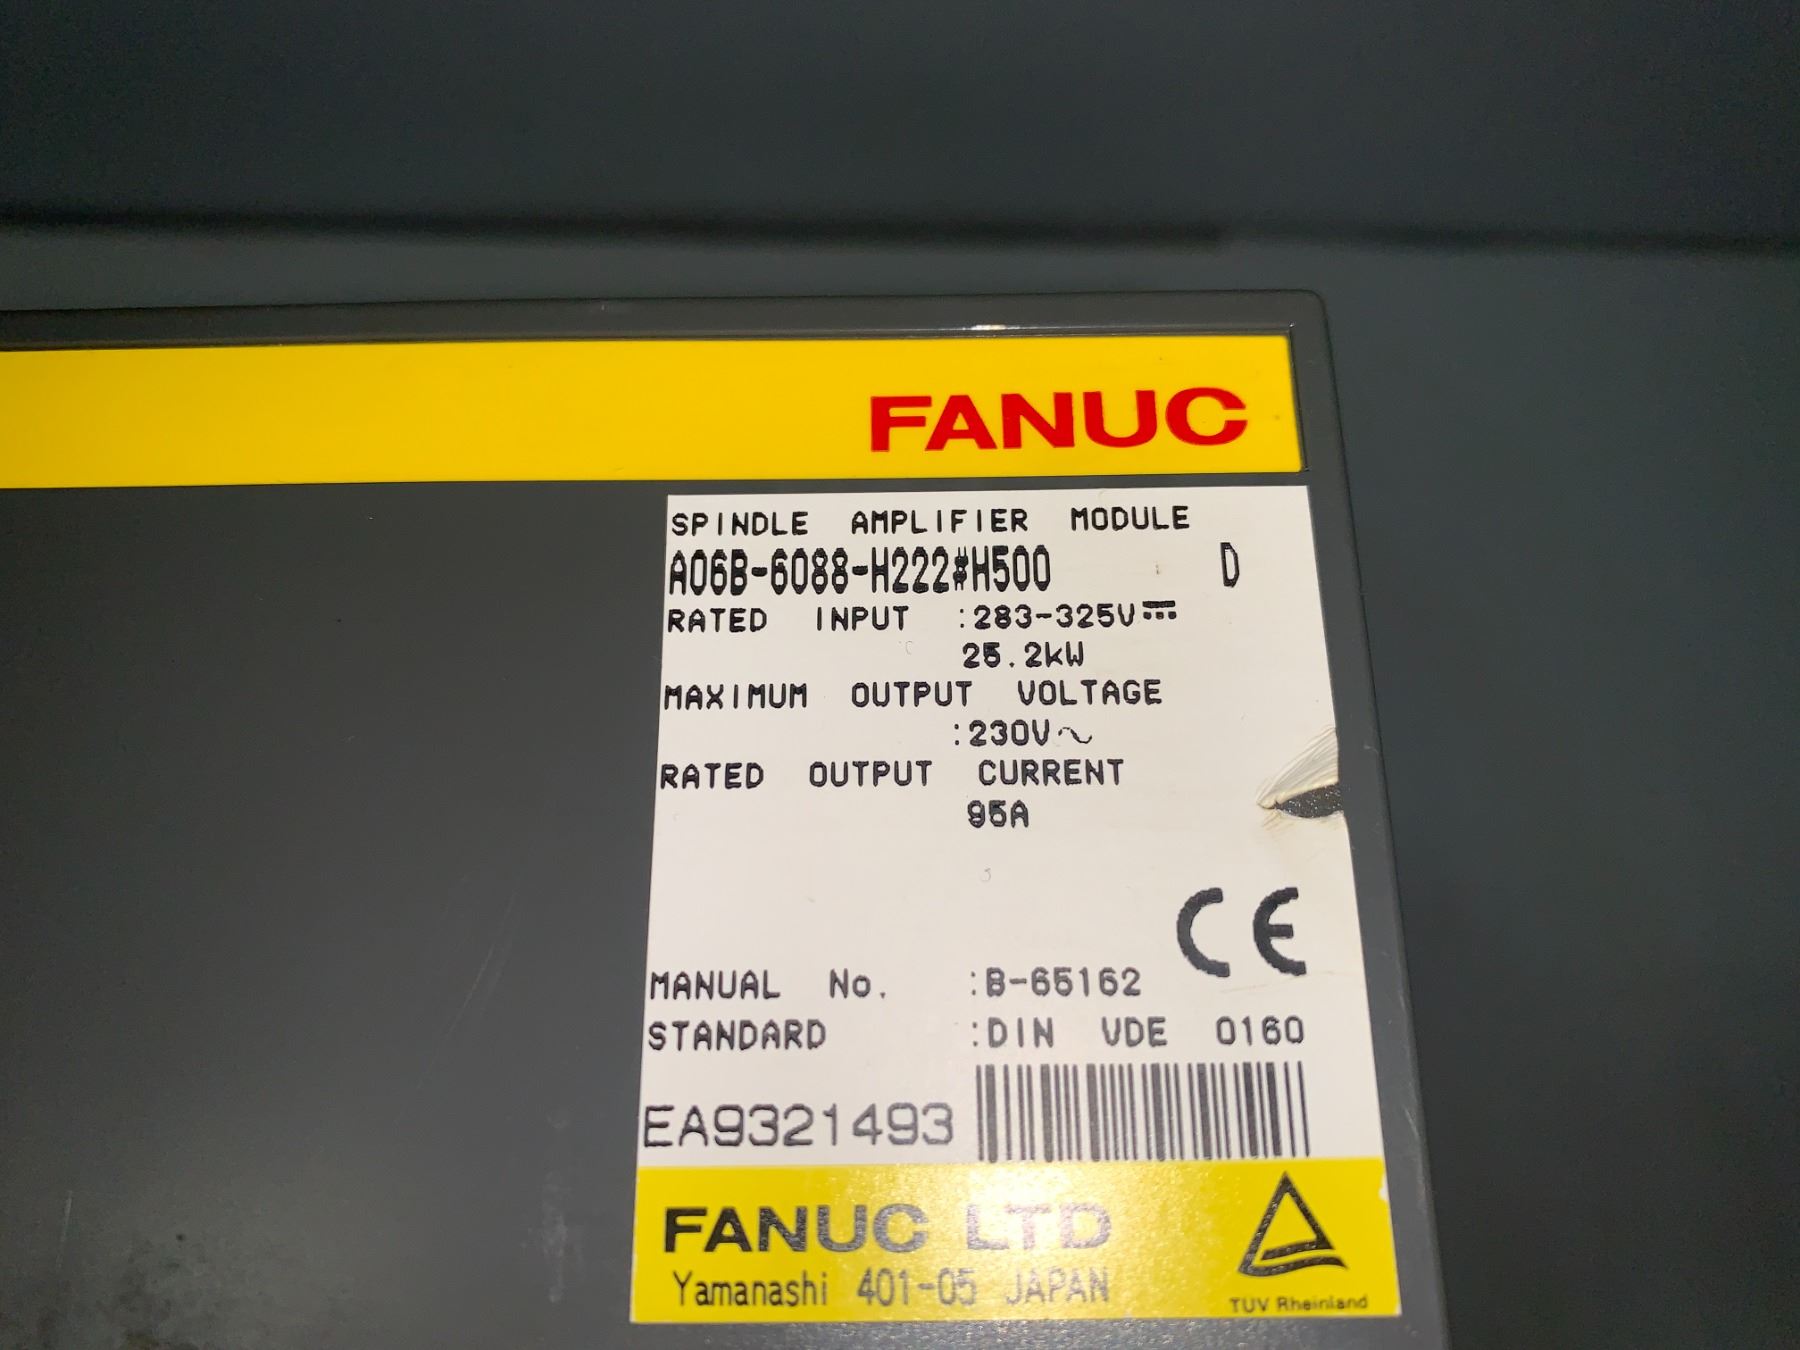 FANUC
SPINDLE AMPLIFIER MODULE
A06B-6088-H222#H500 D
RATED INPUT :283-325V⎓
25.2kW
MAXIMUM OUTPUT VOLTAGE
:230V~
RATED OUTPUT CURRENT
95A
CE
MANUAL No. :B-65162
STANDARD :DIN VDE 0160
EA9321493
FANUC LTD
Yamanashi 401-05 JAPAN
TUV Rheinland